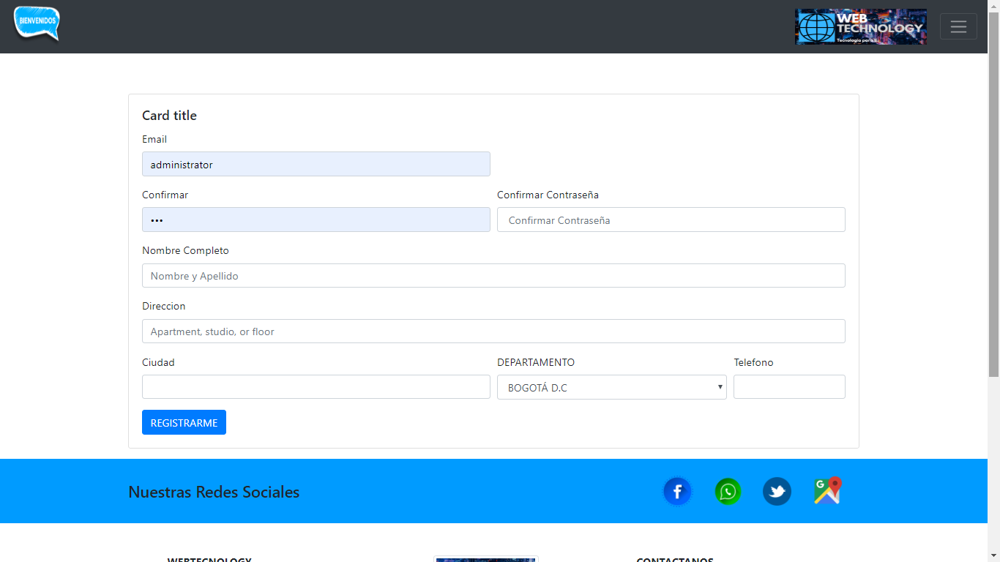 BIENVENIDOS
WEB
TECHNOLOGY
Tecnologia para ti
Card title
Email
administrator
Confirmar Confirmar Contraseña
••• Confirmar Contraseña
Nombre Completo
Nombre y Apellido
Direccion
Apartment, studio, or floor
Ciudad DEPARTAMENTO Telefono
BOGOTÁ D.C
REGISTRARME
Nuestras Redes Sociales
WEBTECNOLOGY CONTACTANOS